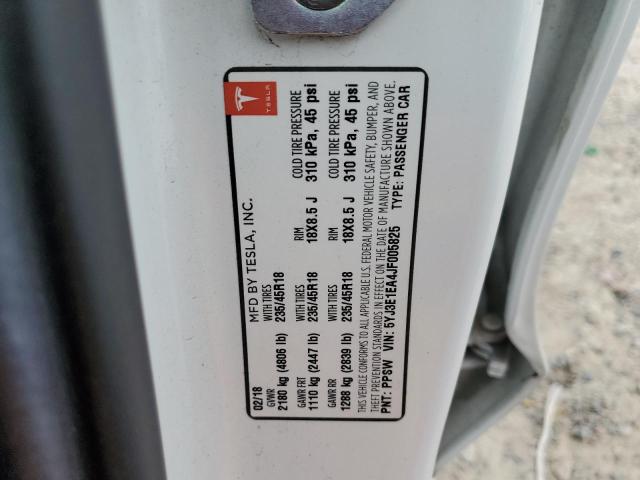 TESLA
MFD BY TESLA, INC.
02/18
GVWR WITH TIRES RIM COLD TIRE PRESSURE
2180 kg (4806 lb) 235/45R18 18X8.5 J 310 kPa, 45 psi
GAWR FRT
1110 kg (2447 lb) 235/45R18
GAWR RR WITH TIRES RIM COLD TIRE PRESSURE
1288 kg (2839 lb) 235/45R18 18X8.5 J 310 kPa, 45 psi
THIS VEHICLE CONFORMS TO ALL APPLICABLE U.S. FEDERAL MOTOR VEHICLE SAFETY, BUMPER, AND
THEFT PREVENTION STANDARDS IN EFFECT ON THE DATE OF MANUFACTURE SHOWN ABOVE.
PNT: PPSW VIN: 5YJ3E1EA4JF005825 TYPE: PASSENGER CAR